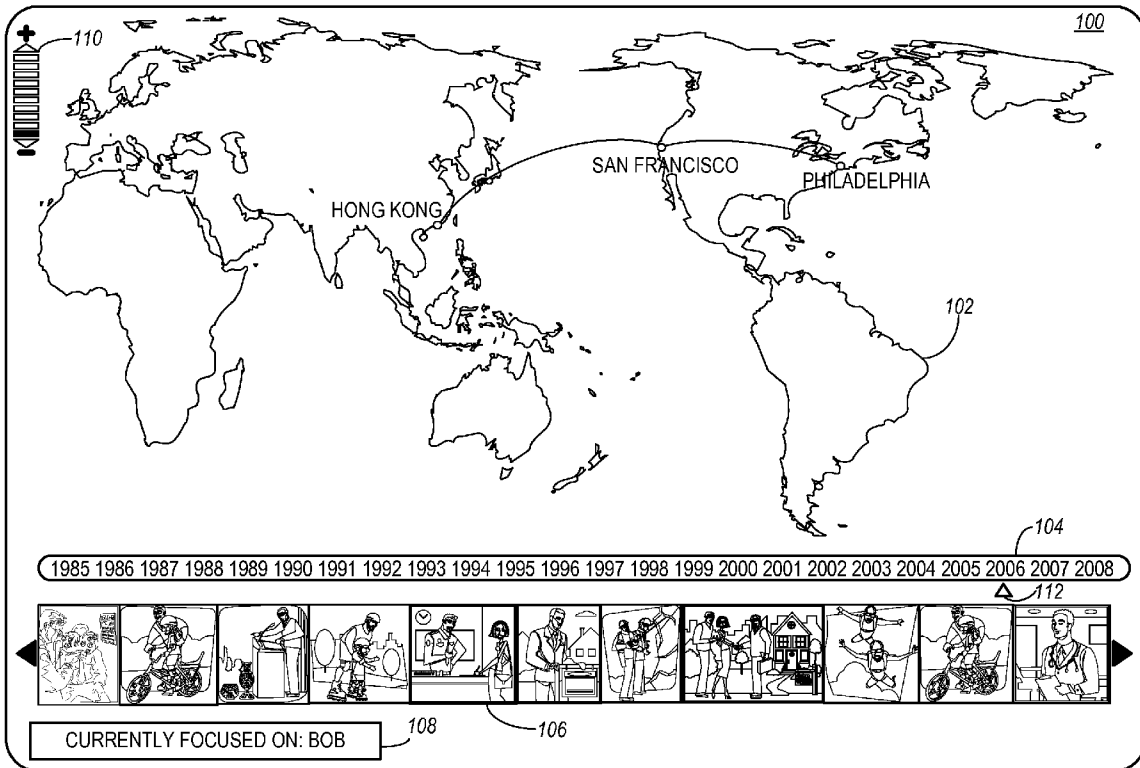 100
+
110
-
SAN FRANCISCO
PHILADELPHIA
HONG KONG
102
104
1985 1986 1987 1988 1989 1990 1991 1992 1993 1994 1995 1996 1997 1998 1999 2000 2001 2002 2003 2004 2005 2006 2007 2008
112
106
CURRENTLY FOCUSED ON: BOB
108